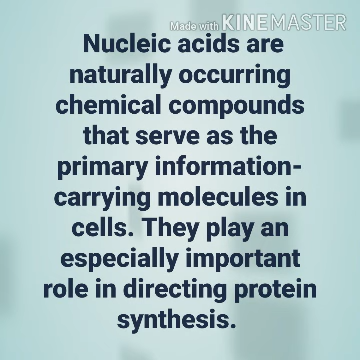 Made with KINEMASTER
Nucleic acids are
naturally occurring
chemical compounds
that serve as the
primary information-
carrying molecules in
cells. They play an
especially important
role in directing protein
synthesis.